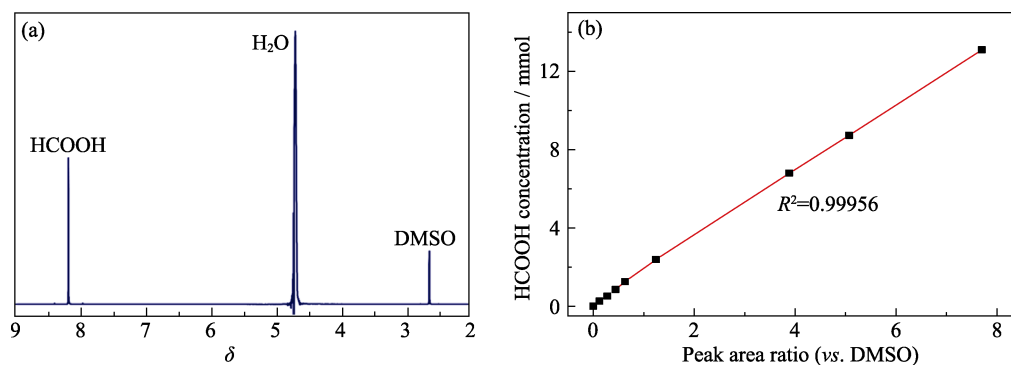 (a)
H₂O
HCOOH
DMSO
9 8 7 6 5 4 3 2
δ
(b)
HCOOH concentration / mmol
12
8
4
0
R²=0.99956
0 2 4 6 8
Peak area ratio (vs. DMSO)